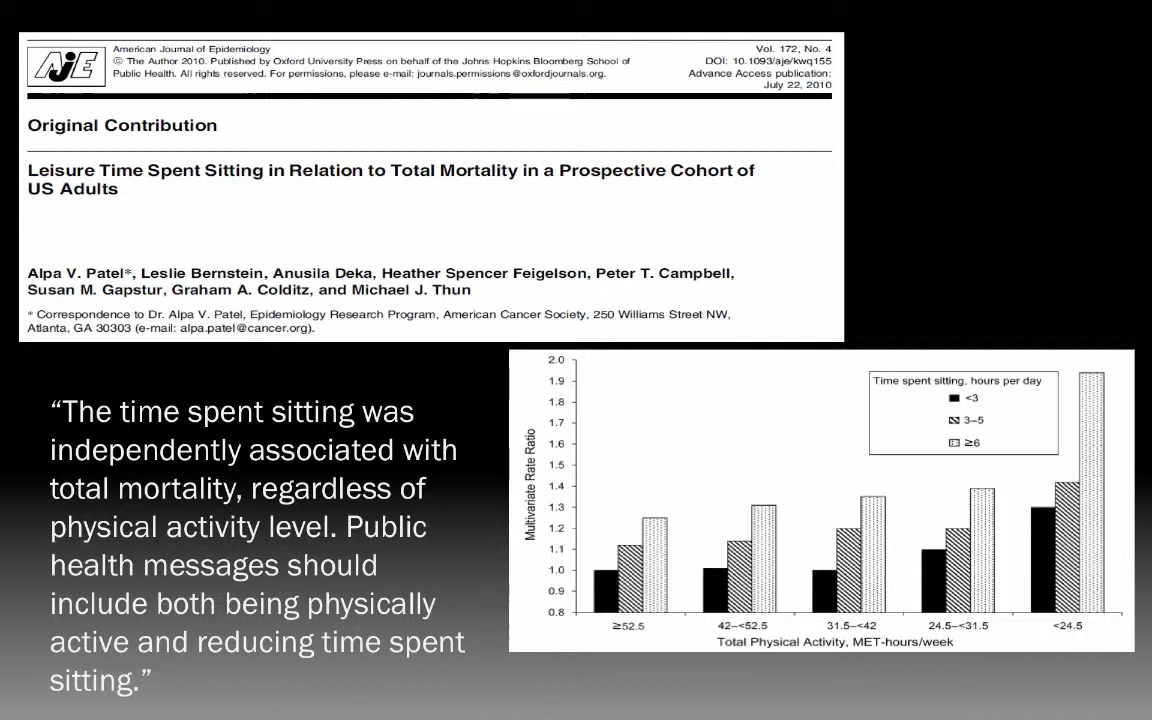 AJE
American Journal of Epidemiology
© The Author 2010. Published by Oxford University Press on behalf of the Johns Hopkins Bloomberg School of
Public Health. All rights reserved. For permissions, please e-mail: journals.permissions@oxfordjournals.org.
Vol. 172, No. 4
DOI: 10.1093/aje/kwq155
Advance Access publication:
July 22, 2010
Original Contribution
Leisure Time Spent Sitting in Relation to Total Mortality in a Prospective Cohort of
US Adults
Alpa V. Patel*, Leslie Bernstein, Anusila Deka, Heather Spencer Feigelson, Peter T. Campbell,
Susan M. Gapstur, Graham A. Colditz, and Michael J. Thun
* Correspondence to Dr. Alpa V. Patel, Epidemiology Research Program, American Cancer Society, 250 Williams Street NW,
Atlanta, GA 30303 (e-mail: alpa.patel@cancer.org).
“The time spent sitting was
independently associated with
total mortality, regardless of
physical activity level. Public
health messages should
include both being physically
active and reducing time spent
sitting.”
Multivariate Rate Ratio
2.0
1.9
1.8
1.7
1.6
1.5
1.4
1.3
1.2
1.1
1.0
0.9
0.8
Time spent sitting, hours per day
<3
3–5
≥6
≥52.5 42–<52.5 31.5–<42 24.5–<31.5 <24.5
Total Physical Activity, MET-hours/week